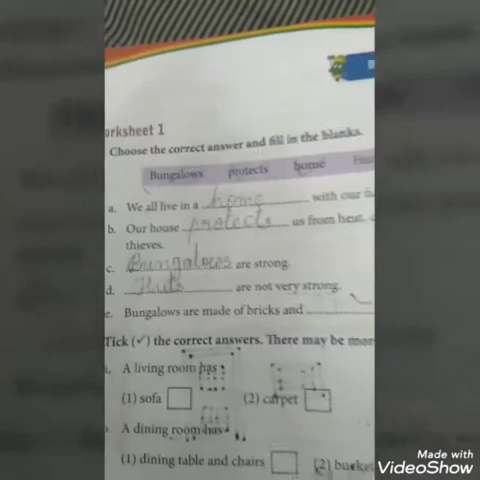 orksheet 1
Choose the correct answer and fill in the blanks.
Bungalows protects home
a. We all live in a home with our
b. Our house protects us from heat,
thieves.
c. Bungalows are strong.
d. Huts are not very strong.
e. Bungalows are made of bricks and
Tick (✓) the correct answers. There may be mor
A living room has
(1) sofa (2) carpet
A dining room has
(1) dining table and chairs (2) bucket
Made with
VideoShow